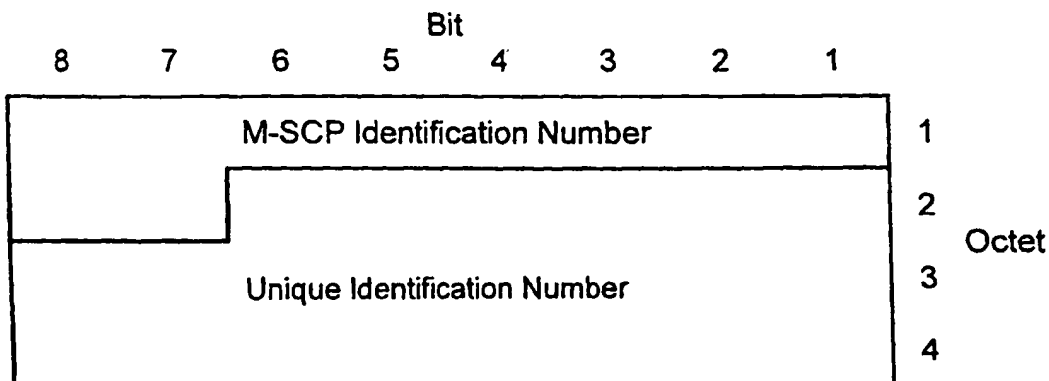 Bit
8 7 6 5 4 3 2 1
M-SCP Identification Number 1
2
Octet
Unique Identification Number 3
4